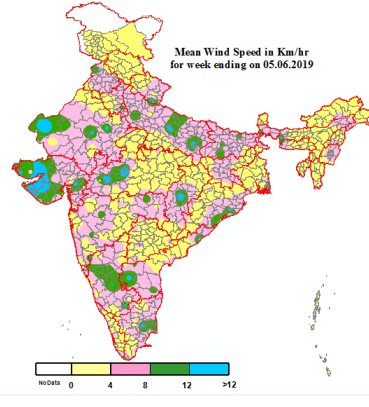 Mean Wind Speed in Km/hr
for week ending on 05.06.2019
NoData 0 4 8 12 >12